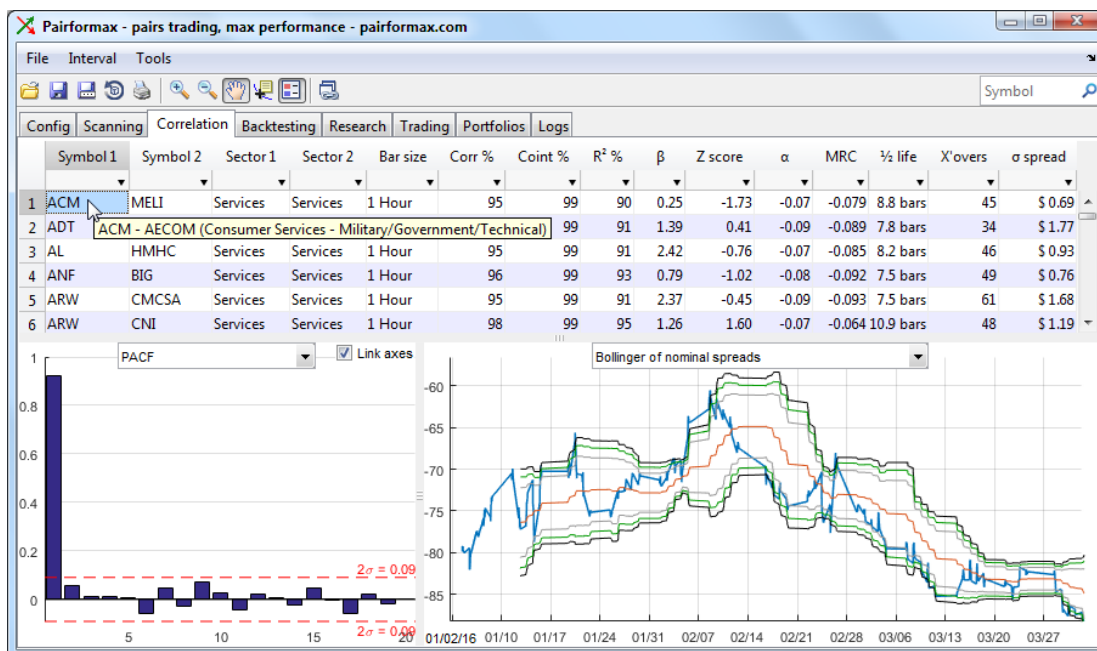 Pairformax - pairs trading, max performance - pairformax.com
File Interval Tools
Symbol
Config Scanning Correlation Backtesting Research Trading Portfolios Logs
Symbol 1 Symbol 2 Sector 1 Sector 2 Bar size Corr % Coint % R² % β Z score α MRC ½ life X'overs σ spread
1 ACM MELI Services Services 1 Hour 95 99 90 0.25 -1.73 -0.07 -0.079 8.8 bars 45 $ 0.69
2 ADT ACM - AECOM (Consumer Services - Military/Government/Technical) 99 91 1.39 0.41 -0.09 -0.089 7.8 bars 34 $ 1.77
3 AL HMHC Services Services 1 Hour 95 99 91 2.42 -0.76 -0.07 -0.085 8.2 bars 46 $ 0.93
4 ANF BIG Services Services 1 Hour 96 99 93 0.79 -1.02 -0.08 -0.092 7.5 bars 49 $ 0.76
5 ARW CMCSA Services Services 1 Hour 95 99 91 2.37 -0.45 -0.09 -0.093 7.5 bars 61 $ 1.68
6 ARW CNI Services Services 1 Hour 98 99 95 1.26 1.60 -0.07 -0.064 10.9 bars 48 $ 1.19
PACF Link axes
1
0.8
0.6
0.4
0.2
0
2σ = 0.09
2σ = 0.09
5 10 15 20
Bollinger of nominal spreads
-60
-65
-70
-75
-80
-85
01/02/16 01/10 01/17 01/24 01/31 02/07 02/14 02/21 02/28 03/06 03/13 03/20 03/27